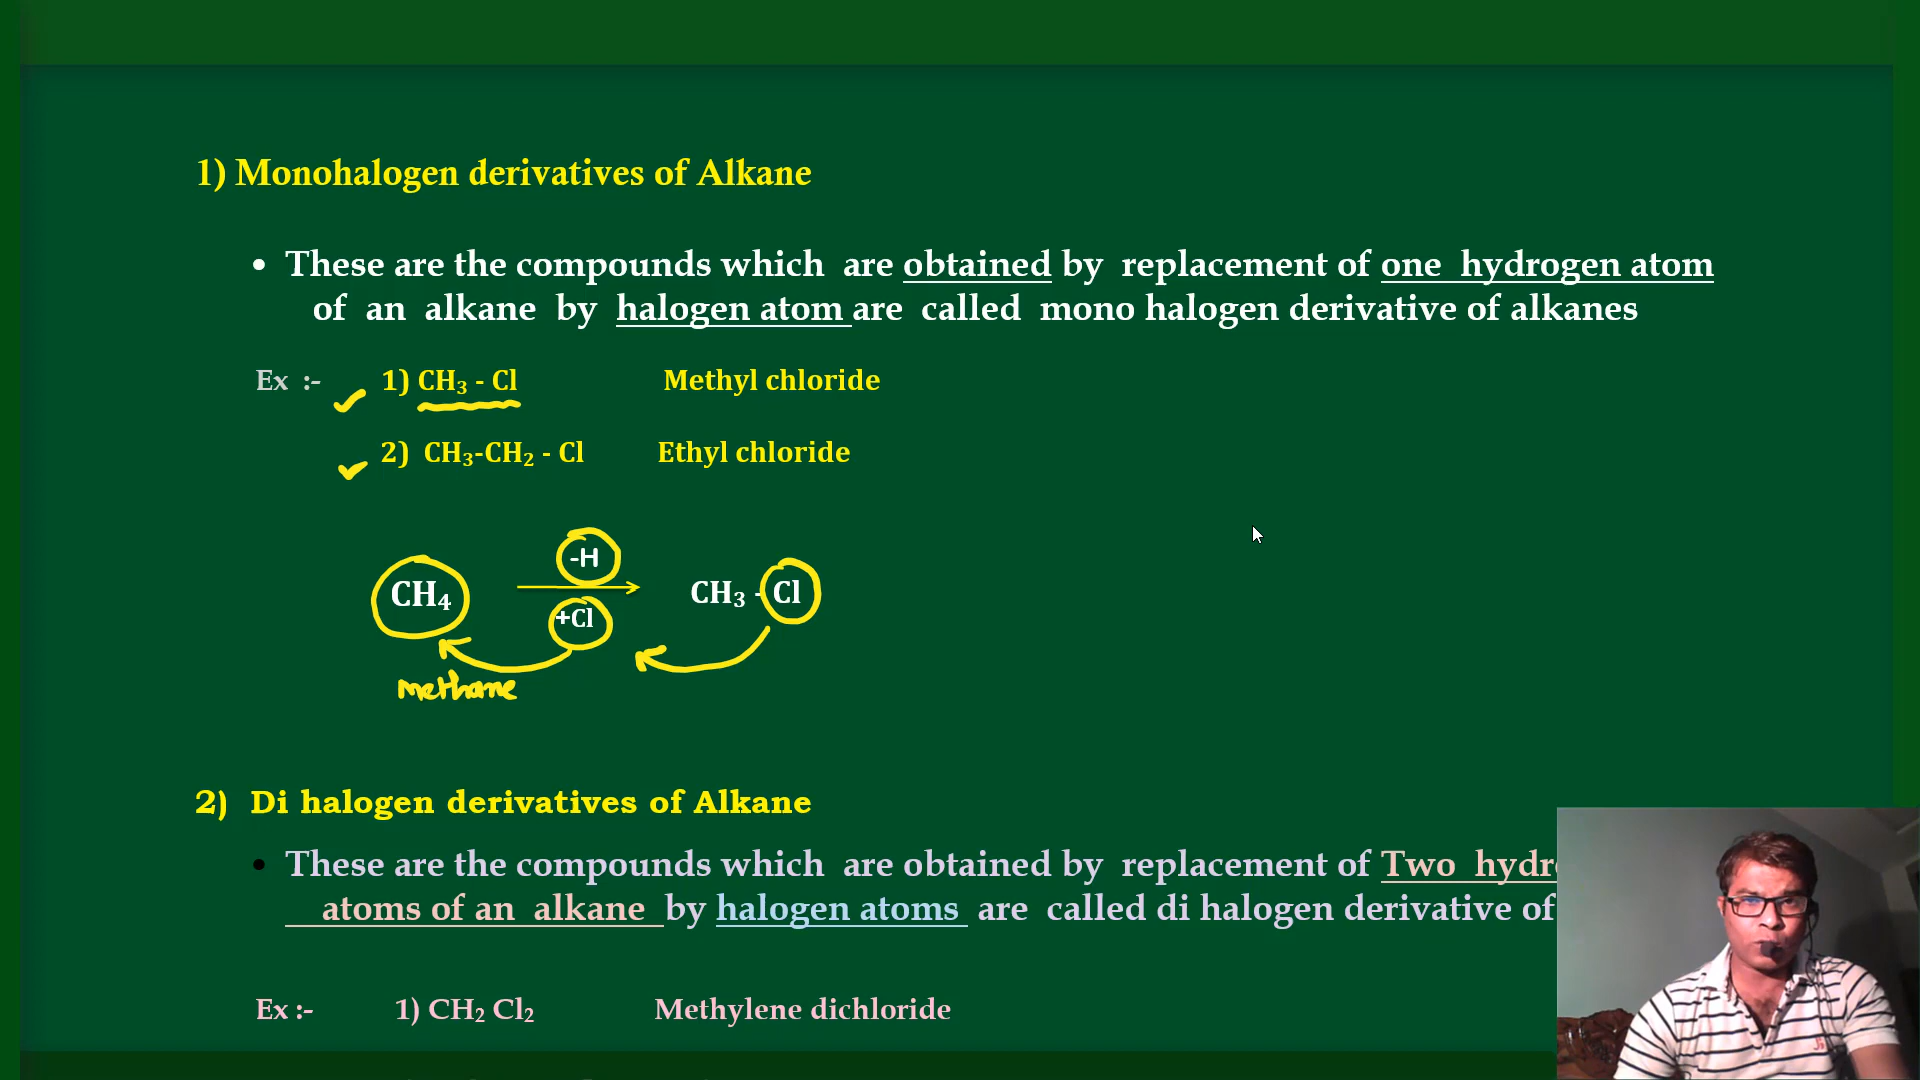 1) Monohalogen derivatives of Alkane
• These are the compounds which are obtained by replacement of one hydrogen atom
of an alkane by halogen atom are called mono halogen derivative of alkanes
Ex :- 1) CH₃ - Cl Methyl chloride
2) CH₃-CH₂ - Cl Ethyl chloride
-H
CH₄ CH₃ - Cl
+Cl
Methane
2) Di halogen derivatives of Alkane
• These are the compounds which are obtained by replacement of Two
atoms of an alkane by halogen atoms are called di halogen derivative of
Ex :- 1) CH₂ Cl₂ Methylene dichloride